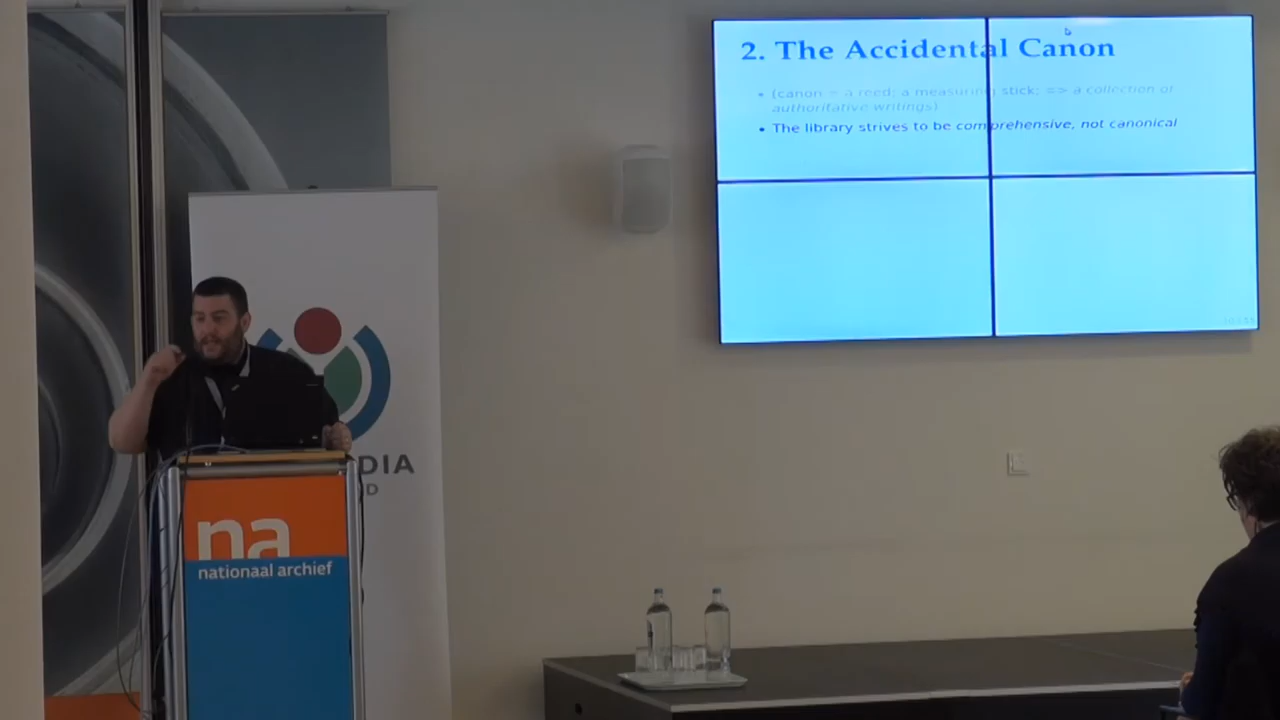 2. The Accidental Canon
• (canon = a reed; a measuring stick; => a collection of
authoritative writings)
• The library strives to be comprehensive, not canonical
DIA
D
na
nationaal archief